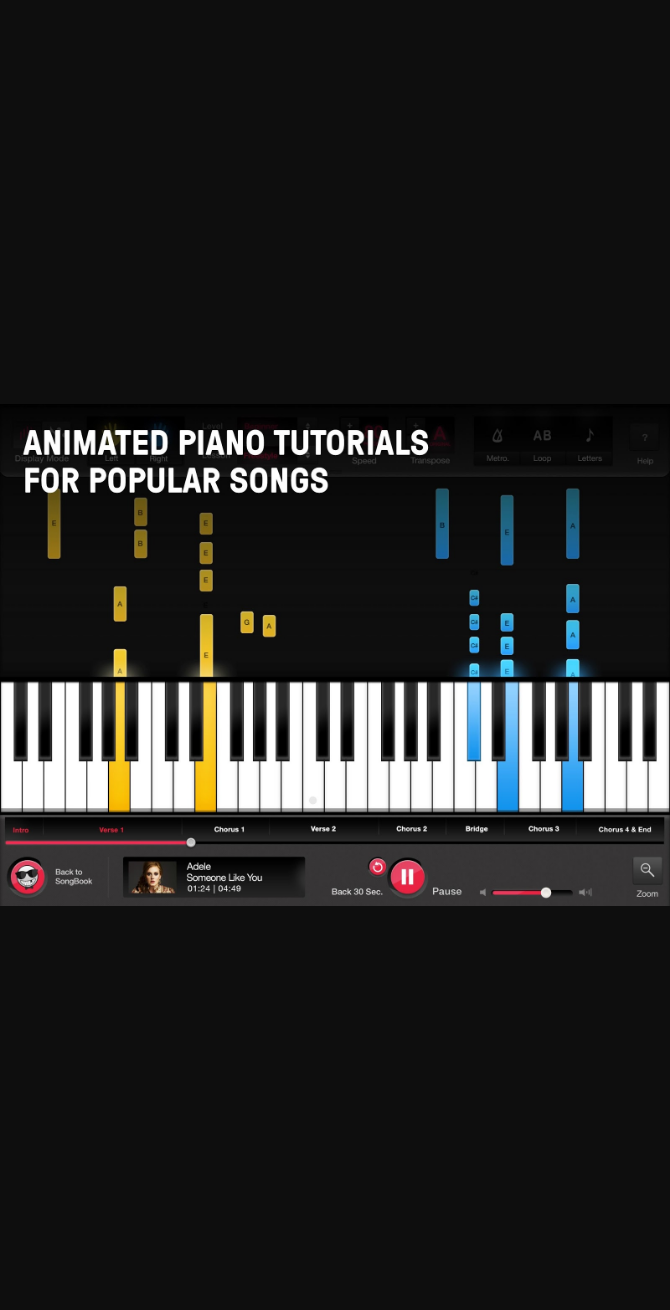 ANIMATED PIANO TUTORIALS
FOR POPULAR SONGS
Display Mode Left Right Speed Transpose Metro. AB Loop Letters ? Help
E B B E E E A G A E A
B E A C# C# C# C# E E E A A A
Intro Verse 1 Chorus 1 Verse 2 Chorus 2 Bridge Chorus 3 Chorus 4 & End
Back to
SongBook
Adele
Someone Like You
01:24 | 04:49
Back 30 Sec.
Pause
Zoom